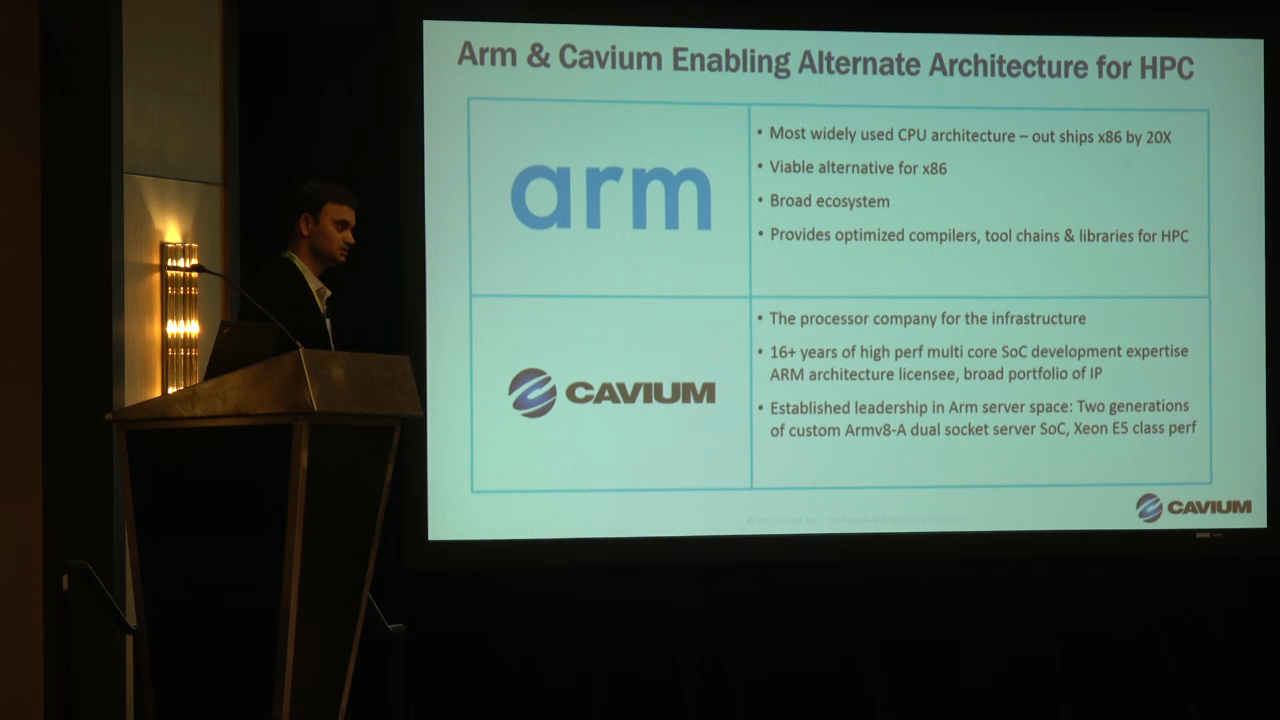 Arm & Cavium Enabling Alternate Architecture for HPC
arm
• Most widely used CPU architecture – out ships x86 by 20X
• Viable alternative for x86
• Broad ecosystem
• Provides optimized compilers, tool chains & libraries for HPC
CAVIUM
• The processor company for the infrastructure
• 16+ years of high perf multi core SoC development expertise
ARM architecture licensee, broad portfolio of IP
• Established leadership in Arm server space: Two generations
of custom Armv8-A dual socket server SoC, Xeon E5 class perf
CAVIUM